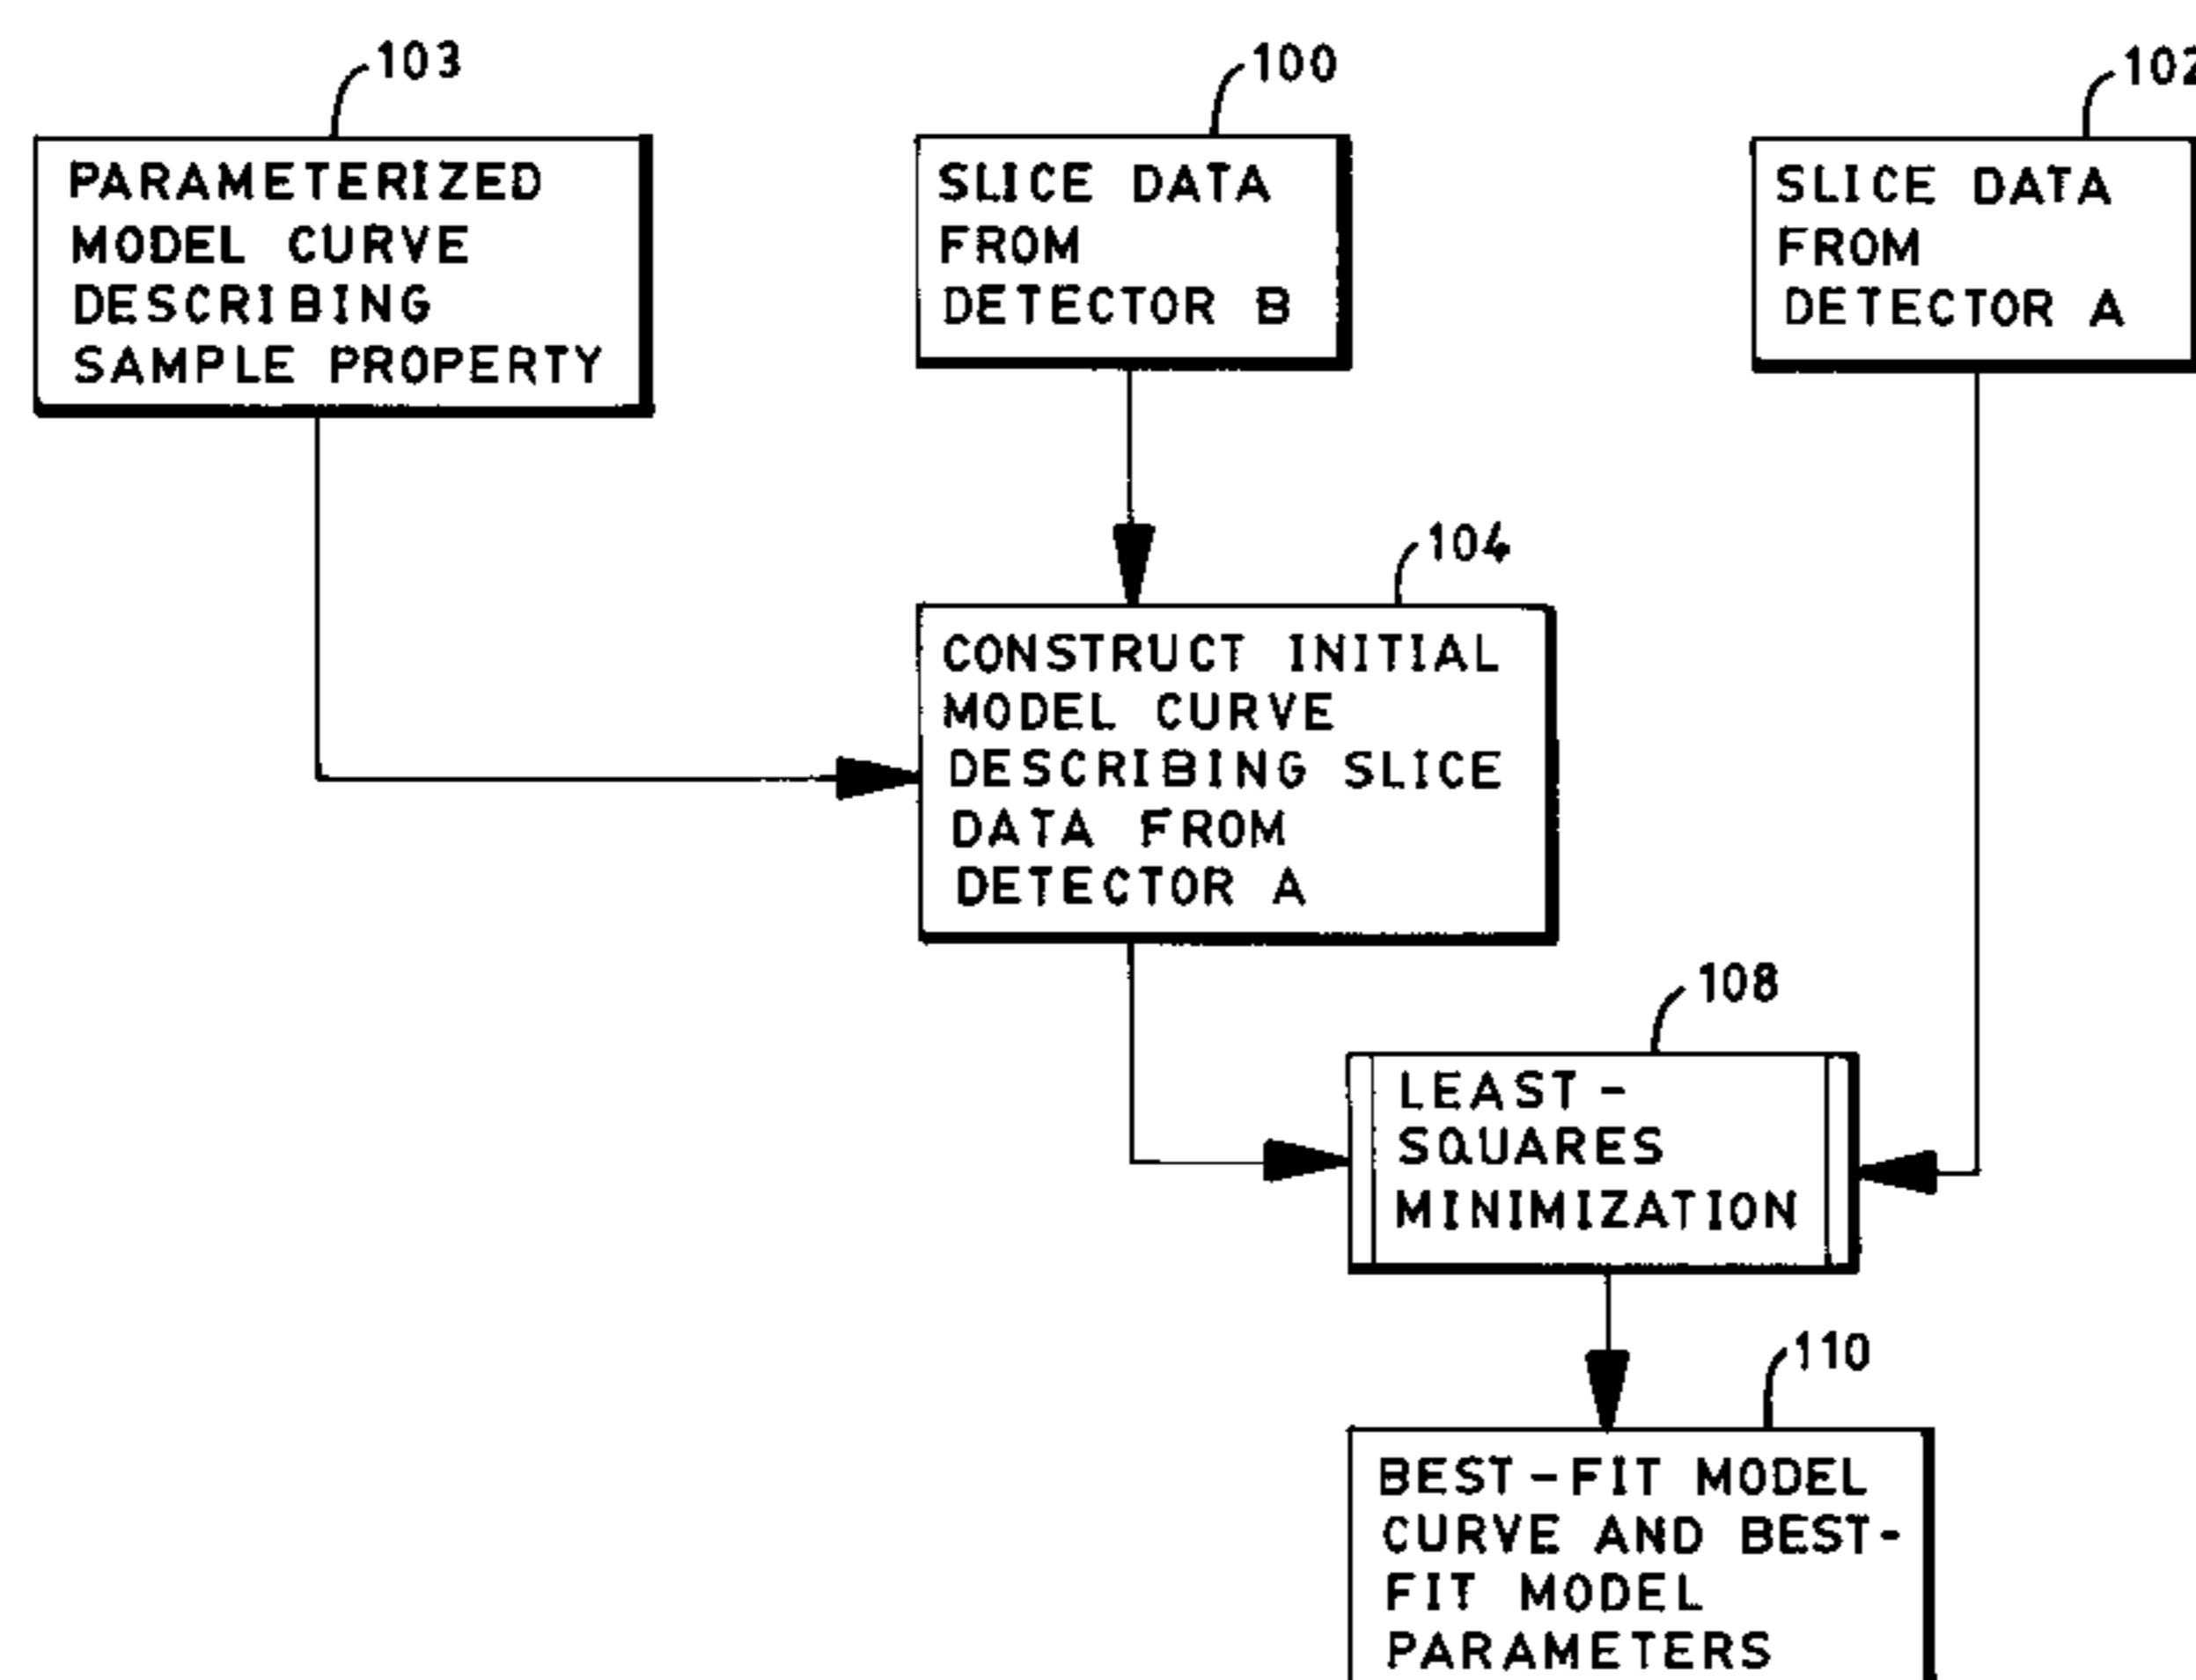 103
PARAMETERIZED
MODEL CURVE
DESCRIBING
SAMPLE PROPERTY
100
SLICE DATA
FROM
DETECTOR B
102
SLICE DATA
FROM
DETECTOR A
104
CONSTRUCT INITIAL
MODEL CURVE
DESCRIBING SLICE
DATA FROM
DETECTOR A
108
LEAST-
SQUARES
MINIMIZATION
110
BEST-FIT MODEL
CURVE AND BEST-
FIT MODEL
PARAMETERS